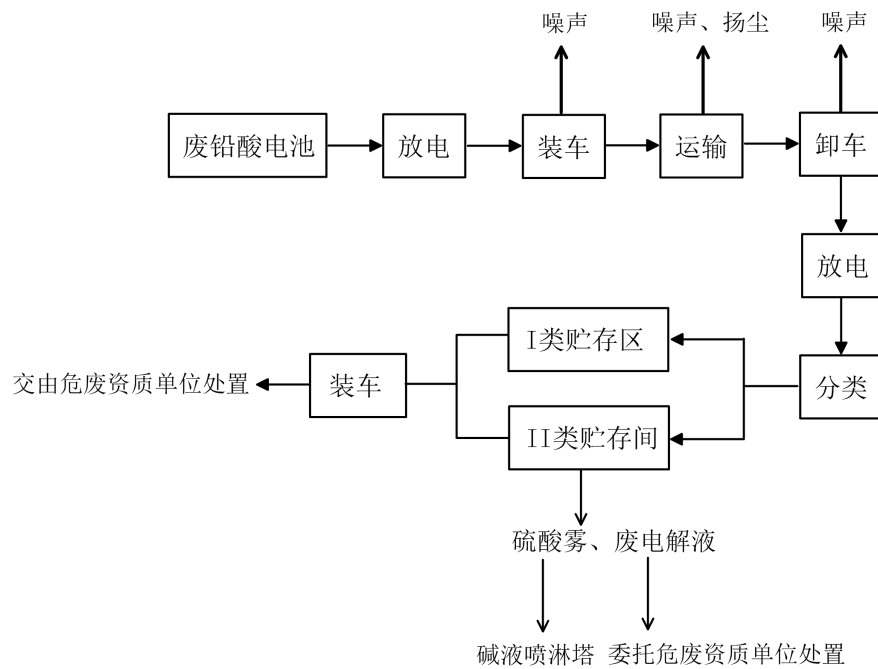 噪声
噪声、扬尘
噪声
废铅酸电池
放电
装车
运输
卸车
放电
I类贮存区
交由危废资质单位处置
装车
分类
II类贮存间
硫酸雾、废电解液
碱液喷淋塔
委托危废资质单位处置